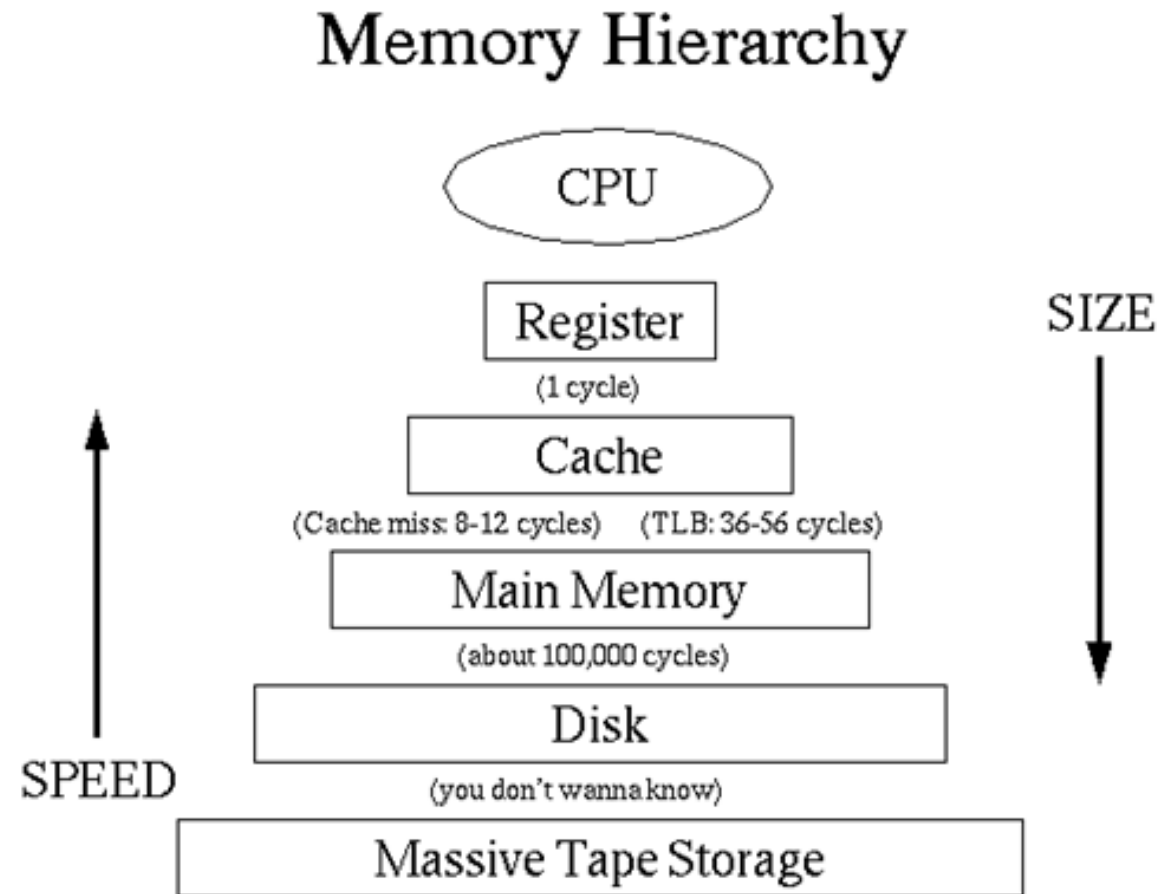 Memory Hierarchy
CPU
Register
SIZE
(1 cycle)
Cache
(Cache miss: 8-12 cycles) (TLB: 36-56 cycles)
Main Memory
(about 100,000 cycles)
Disk
SPEED
(you don't wanna know)
Massive Tape Storage